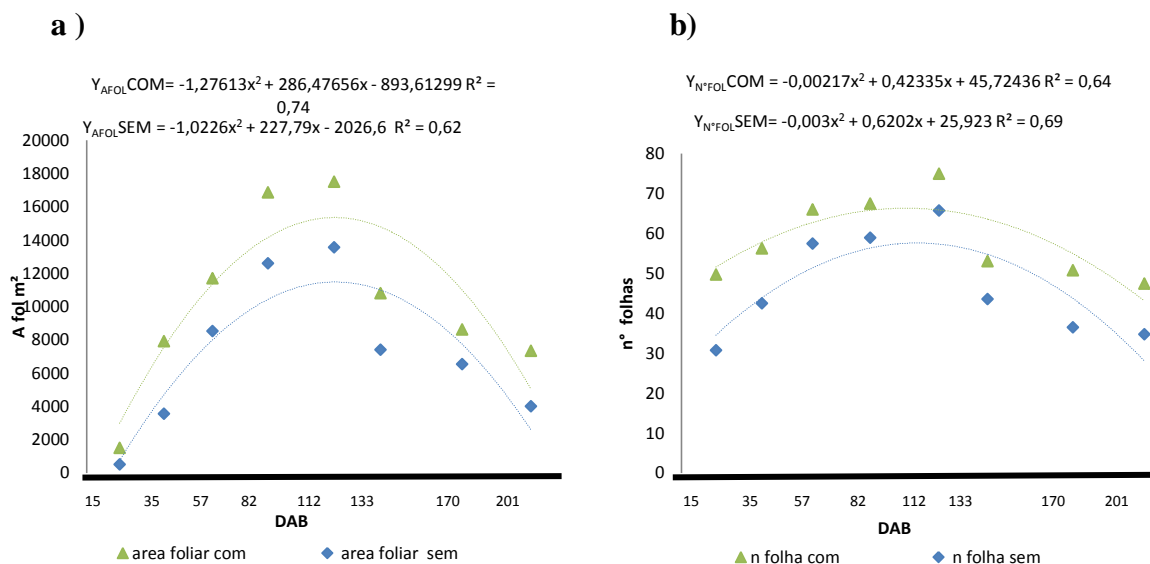 a )
Y_AFOLCOM= -1,27613x² + 286,47656x - 893,61299 R² =
0,74
Y_AFOLSEM = -1,0226x² + 227,79x - 2026,6 R² = 0,62
20000
18000
16000
14000
12000
10000
8000
6000
4000
2000
0
A fol m²
15 35 57 82 112 133 170 201
DAB
area foliar com area foliar sem
b)
Y_N°FOLCOM = -0,00217x² + 0,42335x + 45,72436 R² = 0,64
Y_N°FOLSEM= -0,003x² + 0,6202x + 25,923 R² = 0,69
80
70
60
50
40
30
20
10
0
n° folhas
15 35 57 82 112 133 170 201
DAB
n folha com n folha sem